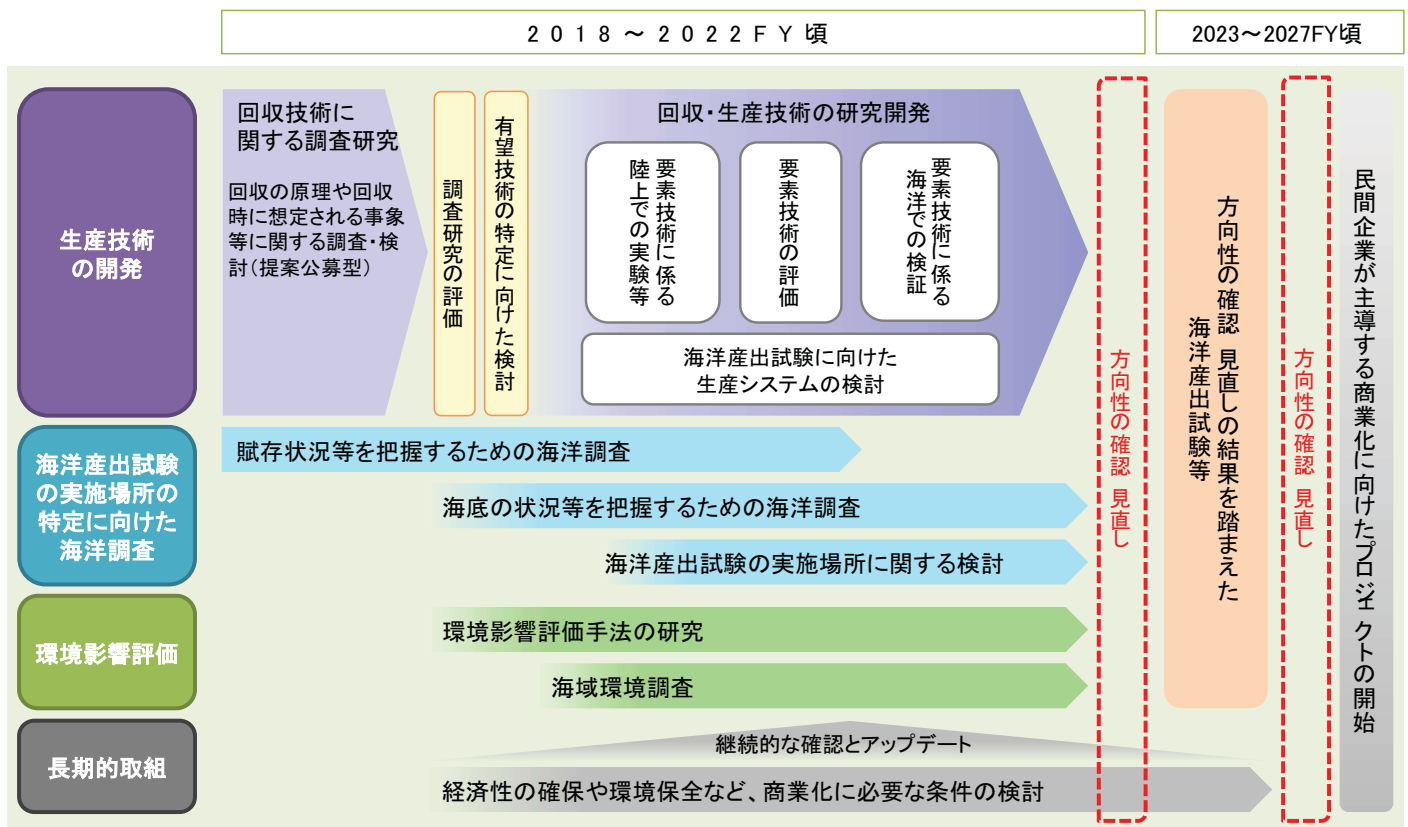 2018～2022FY頃
2023～2027FY頃
生産技術
の開発
回収技術に
関する調査研究
回収の原理や回収
時に想定される事象
等に関する調査・検
討（提案公募型）
調査研究の評価
有望技術の特定に向けた検討
回収・生産技術の研究開発
要素技術に係る
陸上での実験等
要素技術の評価
要素技術に係る
海洋での検証
海洋産出試験に向けた
生産システムの検討
海洋産出試験
の実施場所の
特定に向けた
海洋調査
賦存状況等を把握するための海洋調査
海底の状況等を把握するための海洋調査
海洋産出試験の実施場所に関する検討
環境影響評価
環境影響評価手法の研究
海域環境調査
長期的取組
継続的な確認とアップデート
経済性の確保や環境保全など、商業化に必要な条件の検討
方向性の確認 見直し
方向性の確認 見直しの結果を踏まえた
海洋産出試験等
方向性の確認 見直し
民間企業が主導する商業化に向けたプロジェクトの開始